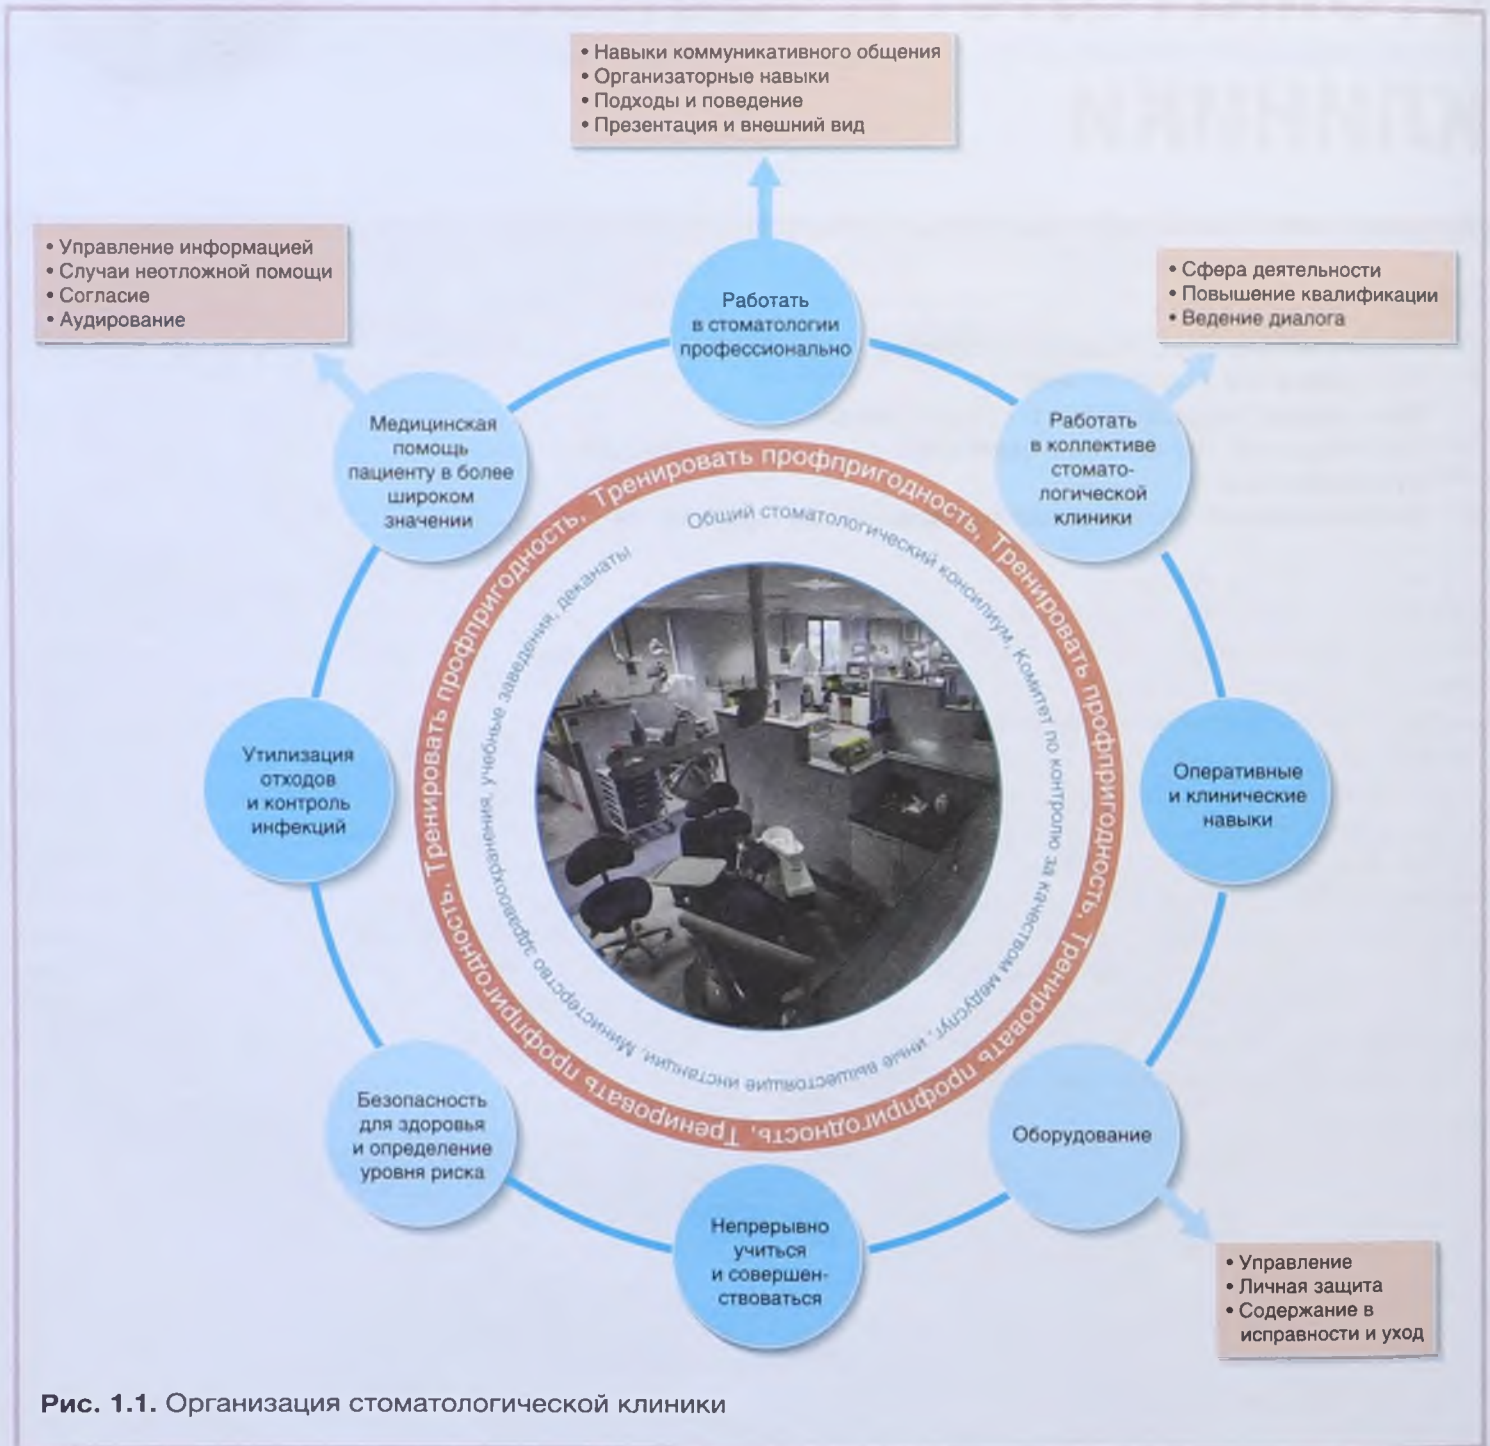 • Навыки коммуникативного общения
• Организаторные навыки
• Подходы и поведение
• Презентация и внешний вид
• Управление информацией
• Случаи неотложной помощи
• Согласие
• Аудирование
• Сфера деятельности
• Повышение квалификации
• Ведение диалога
Работать
в стоматологии
профессионально
Медицинская
помощь
пациенту в более
широком
значении
Работать
в коллективе
стомато-
логической
клиники
Тренировать профпригодность, Тренировать профпригодность, Тренировать профпригодность, Тренировать профпригодность, Тренировать профпригодность, Тренировать профпригодность,
Общий стоматологический консилиум, Комитет по контролю за качеством медуслуг, иные вышестоящие инстанции, Министерство здравоохранения, учебные заведения, деканаты
Утилизация
отходов
и контроль
инфекций
Оперативные
и клинические
навыки
Безопасность
для здоровья
и определение
уровня риска
Оборудование
Непрерывно
учиться
и совершен-
ствоваться
• Управление
• Личная защита
• Содержание в
исправности и уход
Рис. 1.1. Организация стоматологической клиники